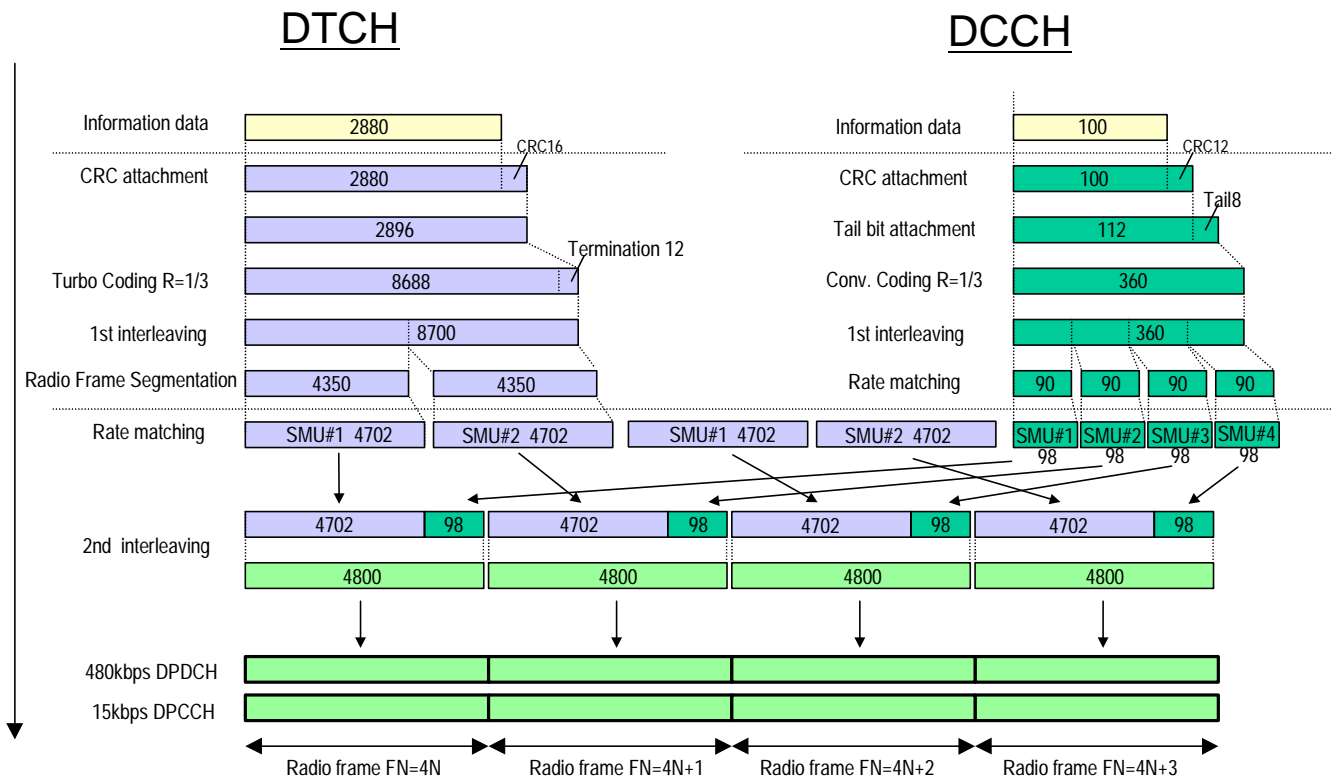 DTCH
DCCH
Information data
2880
Information data
100
CRC16
CRC12
CRC attachment
2880
CRC attachment
100
Tail8
2896
Tail bit attachment
112
Termination 12
Turbo Coding R=1/3
8688
Conv. Coding R=1/3
360
1st interleaving
8700
1st interleaving
360
Radio Frame Segmentation
4350
4350
Rate matching
90
90
90
90
Rate matching
SMU#1 4702
SMU#2 4702
SMU#1 4702
SMU#2 4702
SMU#1
SMU#2
SMU#3
SMU#4
98
98
98
98
2nd interleaving
4702
98
4702
98
4702
98
4702
98
4800
4800
4800
4800
480kbps DPDCH
15kbps DPCCH
Radio frame FN=4N
Radio frame FN=4N+1
Radio frame FN=4N+2
Radio frame FN=4N+3